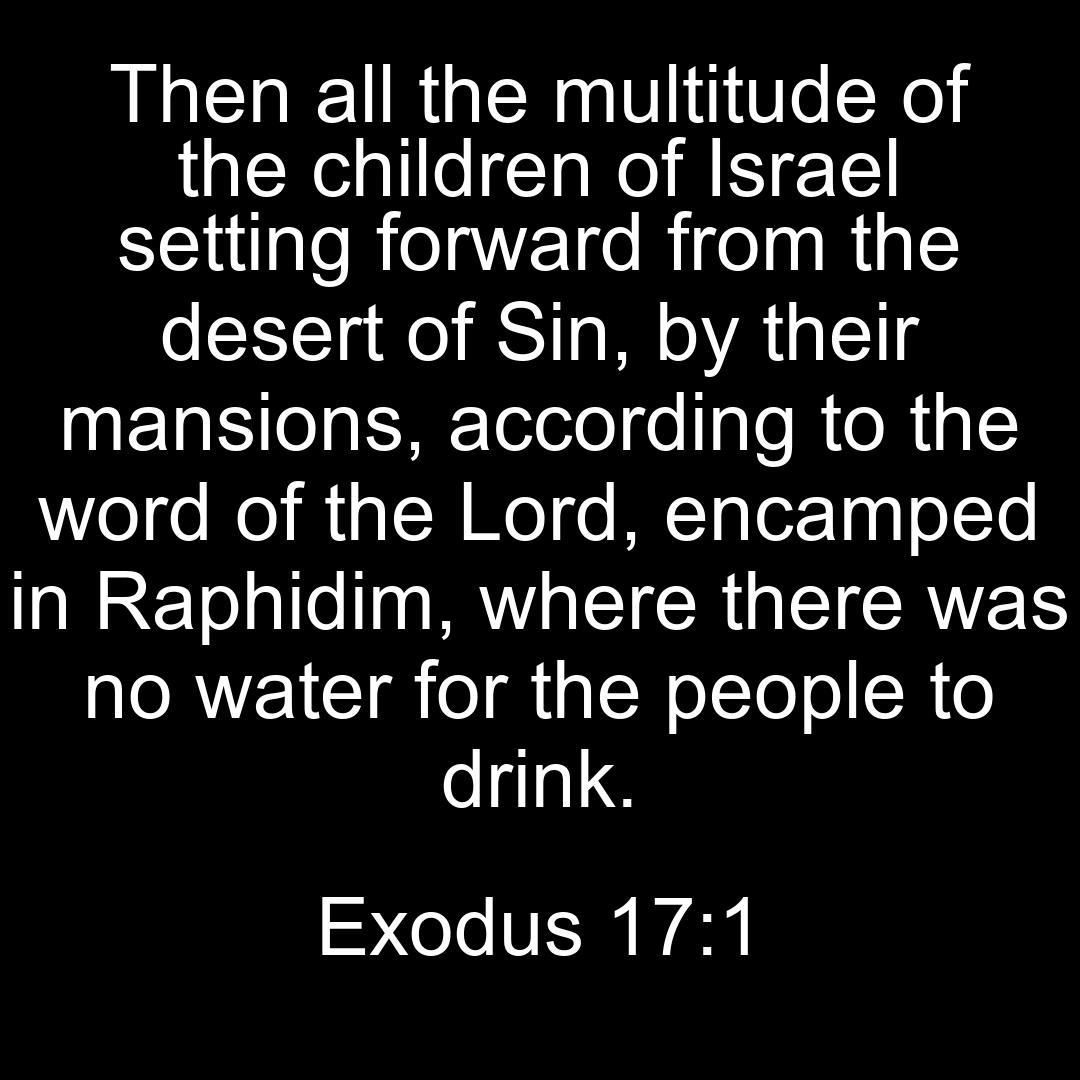 Then all the multitude of
the children of Israel
setting forward from the
desert of Sin, by their
mansions, according to the
word of the Lord, encamped
in Raphidim, where there was
no water for the people to
drink.
Exodus 17:1